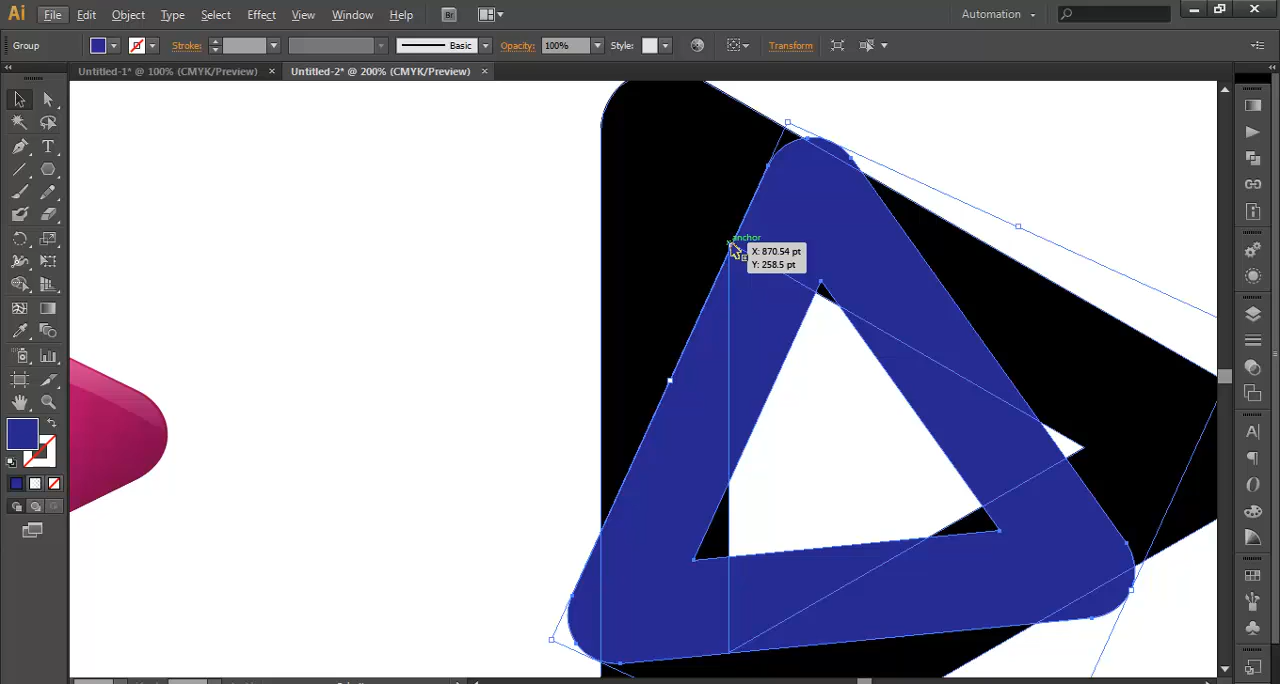 Ai File Edit Object Type Select Effect View Window Help Br Automation
Group Stroke: Basic Opacity: 100% Style: Transform
Untitled-1* @ 100% (CMYK/Preview) × Untitled-2* @ 200% (CMYK/Preview) ×
anchor
X: 870.54 pt
Y: 258.5 pt